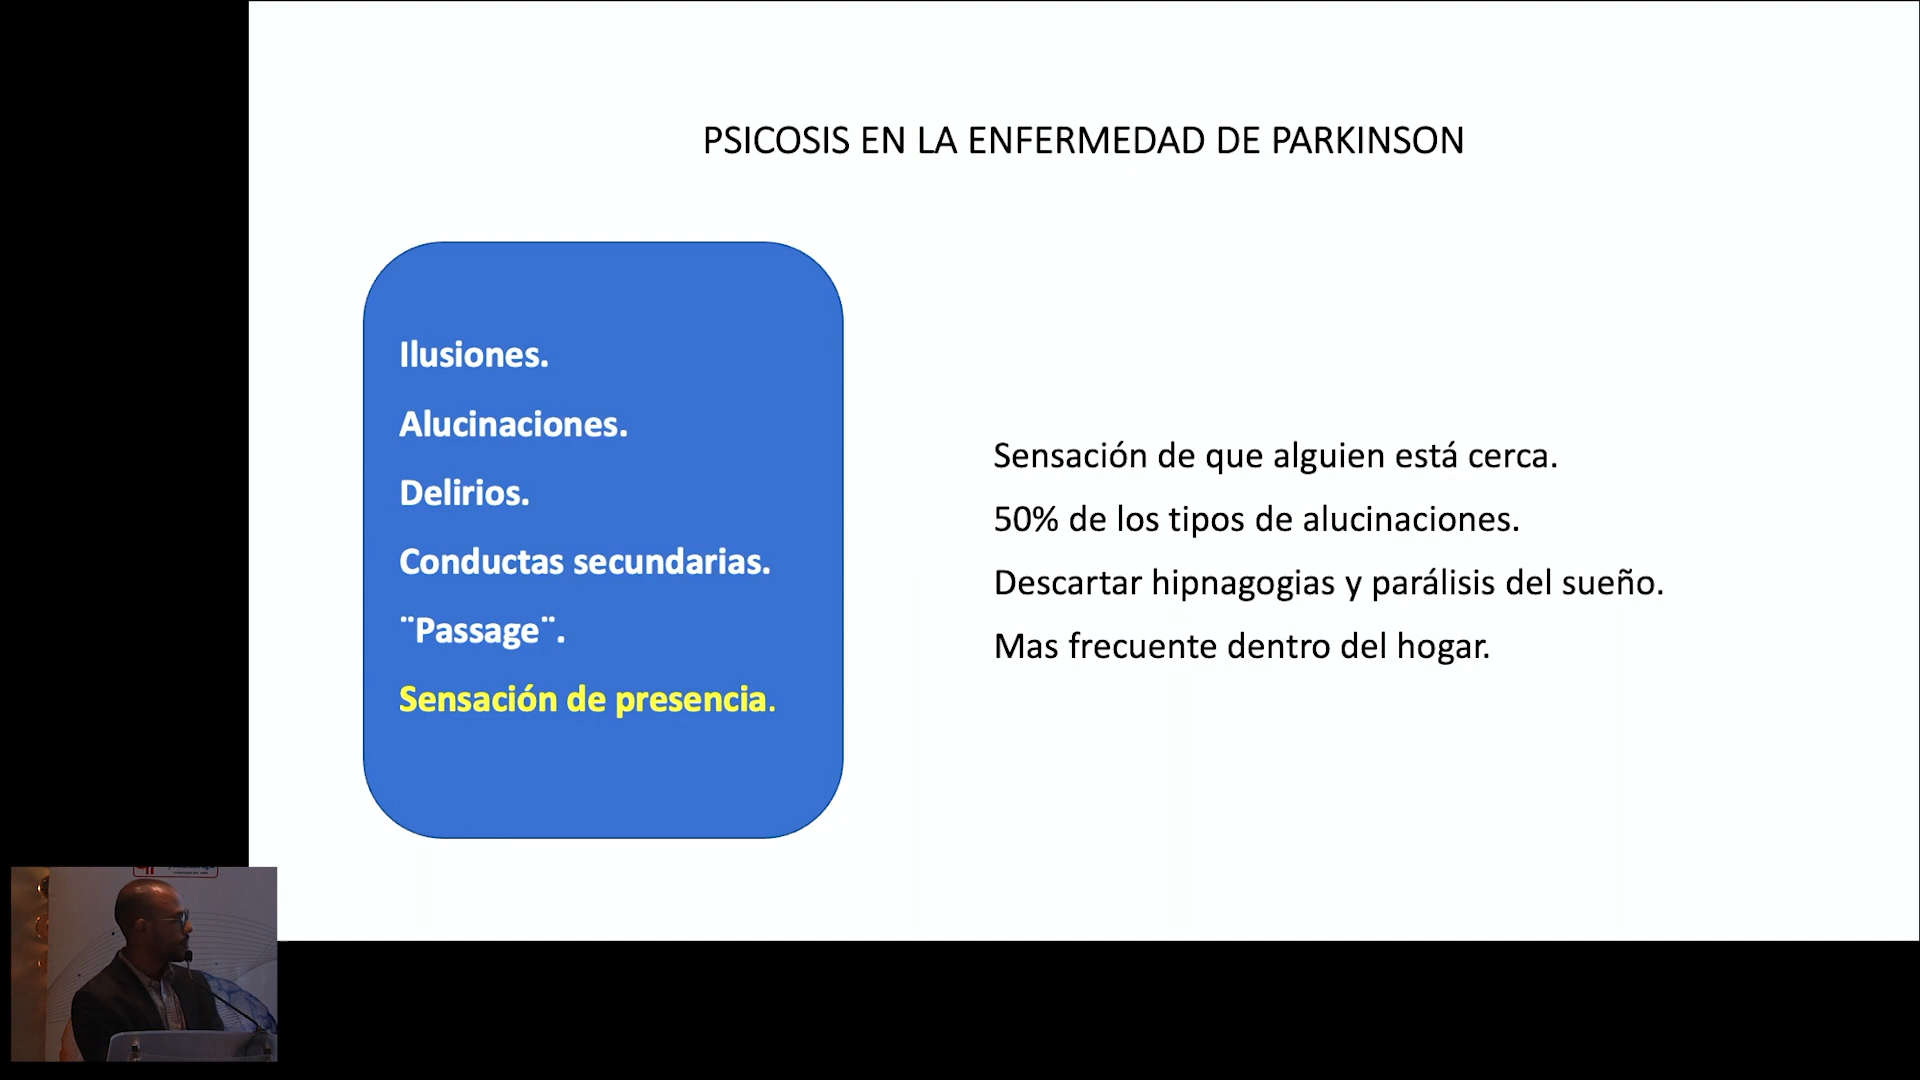 PSICOSIS EN LA ENFERMEDAD DE PARKINSON
Ilusiones.
Alucinaciones.
Delirios.
Conductas secundarias.
¨Passage¨.
Sensación de presencia.
Sensación de que alguien está cerca.
50% de los tipos de alucinaciones.
Descartar hipnagogias y parálisis del sueño.
Mas frecuente dentro del hogar.